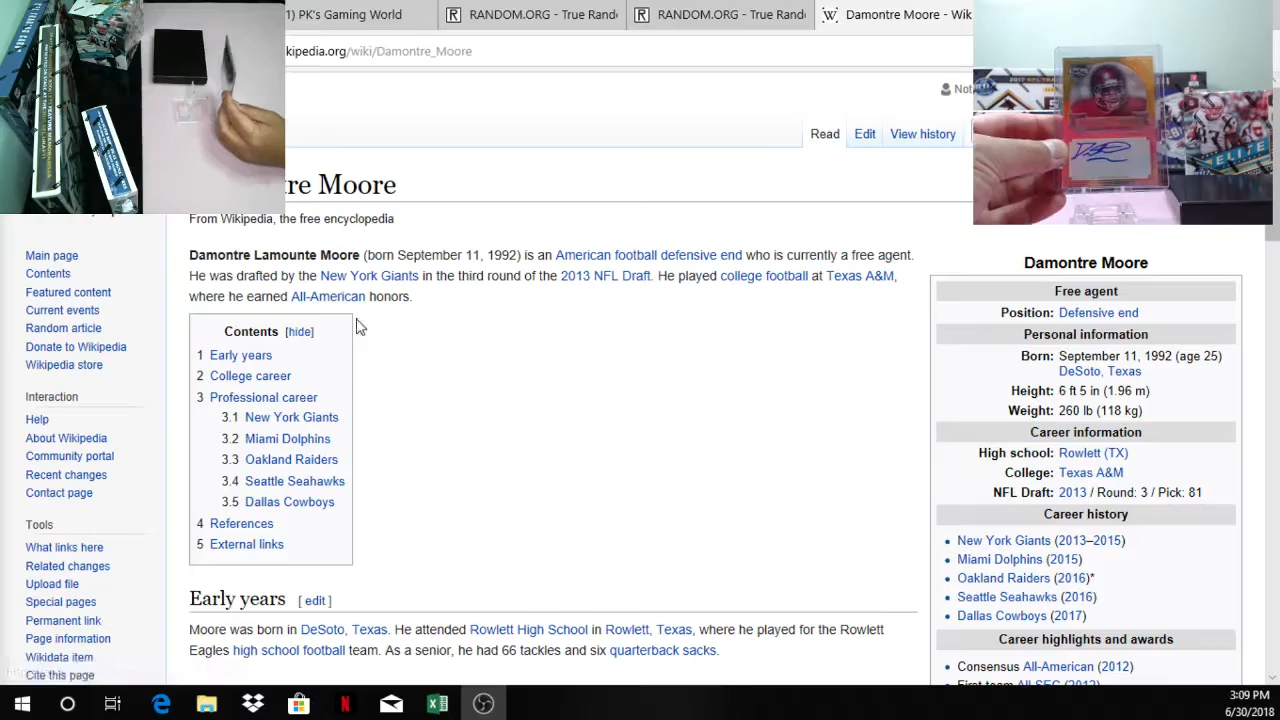 1) PK's Gaming World
RANDOM.ORG - True Rand
RANDOM.ORG - True Rand
Damontre Moore - Wik
kipedia.org/wiki/Damontre_Moore
Not
Read Edit View history
tre Moore
From Wikipedia, the free encyclopedia
Damontre Lamounte Moore (born September 11, 1992) is an American football defensive end who is currently a free agent.
He was drafted by the New York Giants in the third round of the 2013 NFL Draft. He played college football at Texas A&M,
where he earned All-American honors.
Contents [hide]
1 Early years
2 College career
3 Professional career
3.1 New York Giants
3.2 Miami Dolphins
3.3 Oakland Raiders
3.4 Seattle Seahawks
3.5 Dallas Cowboys
4 References
5 External links
Early years [ edit ]
Moore was born in DeSoto, Texas. He attended Rowlett High School in Rowlett, Texas, where he played for the Rowlett
Eagles high school football team. As a senior, he had 66 tackles and six quarterback sacks.
Main page
Contents
Featured content
Current events
Random article
Donate to Wikipedia
Wikipedia store
Interaction
Help
About Wikipedia
Community portal
Recent changes
Contact page
Tools
What links here
Related changes
Upload file
Special pages
Permanent link
Page information
Wikidata item
Cite this page
Damontre Moore
Free agent
Position: Defensive end
Personal information
Born: September 11, 1992 (age 25)
DeSoto, Texas
Height: 6 ft 5 in (1.96 m)
Weight: 260 lb (118 kg)
Career information
High school: Rowlett (TX)
College: Texas A&M
NFL Draft: 2013 / Round: 3 / Pick: 81
Career history
New York Giants (2013–2015)
Miami Dolphins (2015)
Oakland Raiders (2016)*
Seattle Seahawks (2016)
Dallas Cowboys (2017)
Career highlights and awards
Consensus All-American (2012)
First team All-SEC (2012)
2017 NFL
ELITE
3:09 PM
6/30/2018